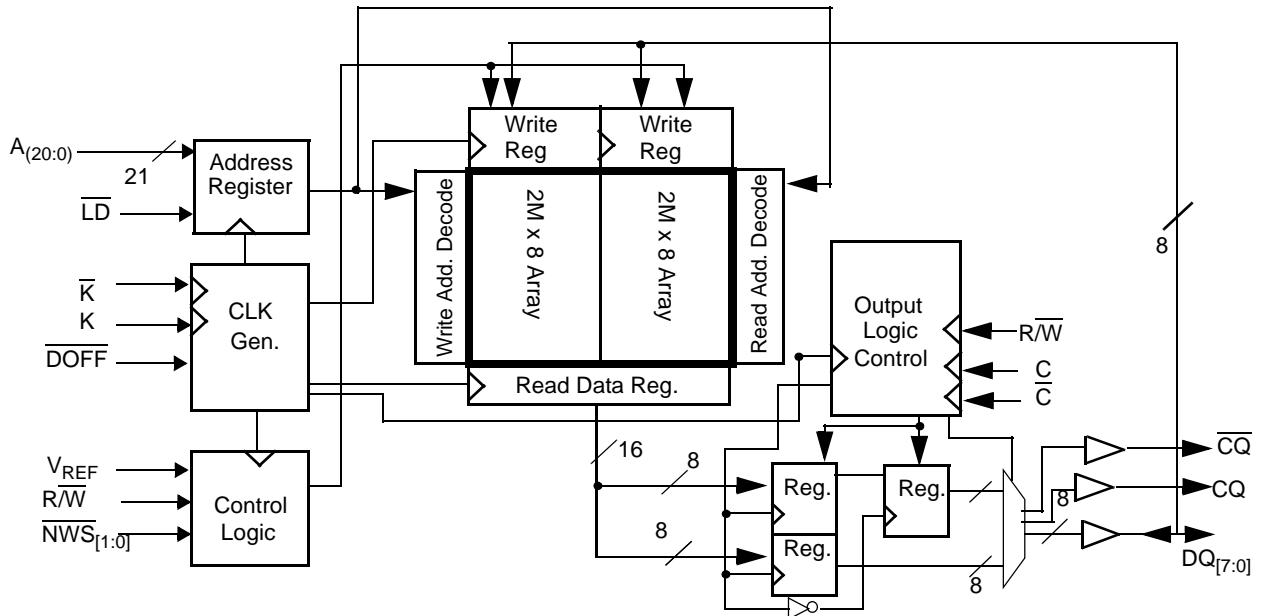 A(20:0)
21
LD
Address
Register
K
K
DOFF
CLK
Gen.
VREF
R/W
NWS[1:0]
Control
Logic
Write
Reg
Write
Reg
Write Add. Decode
2M x 8 Array
2M x 8 Array
Read Add. Decode
Read Data Reg.
16
8
8
Output
Logic
Control
R/W
C
C
Reg.
Reg.
Reg.
8
8
8
CQ
CQ
DQ[7:0]